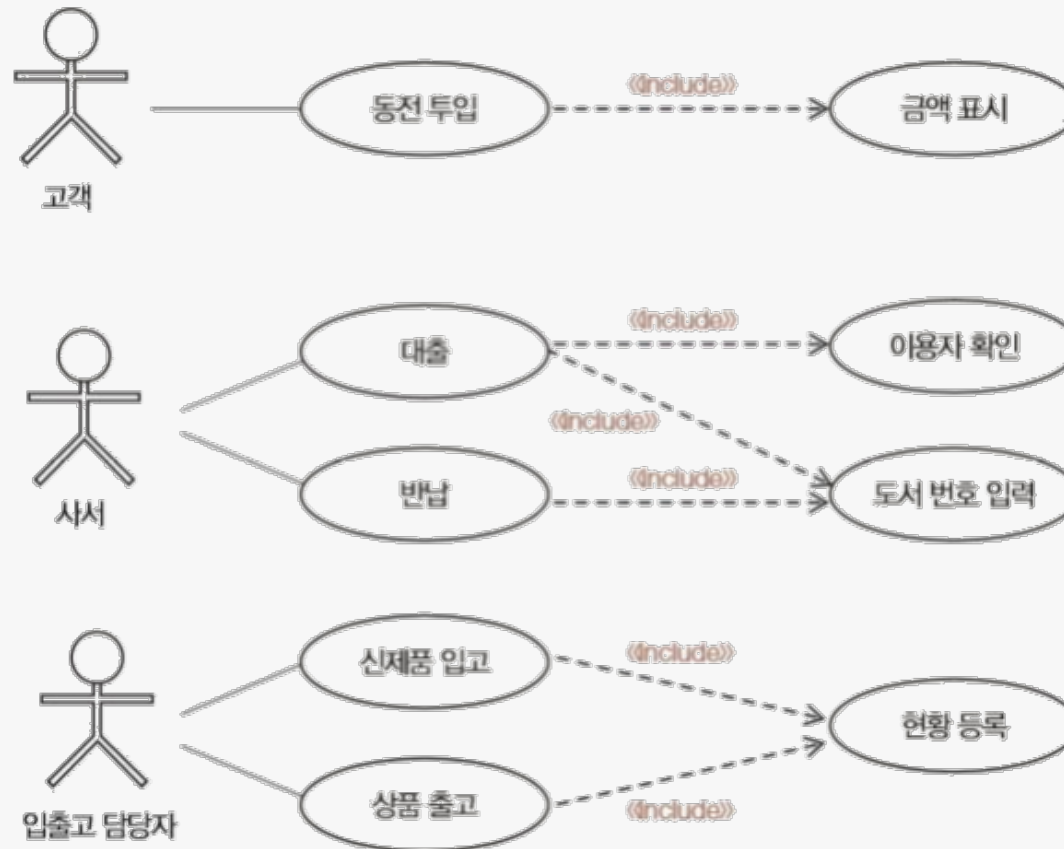 동전 투입
《include》
금액 표시
고객
대출
《include》
이용자 확인
《include》
반납
《include》
도서 번호 입력
사서
신제품 입고
《include》
현황 등록
상품 출고
《include》
입출고 담당자